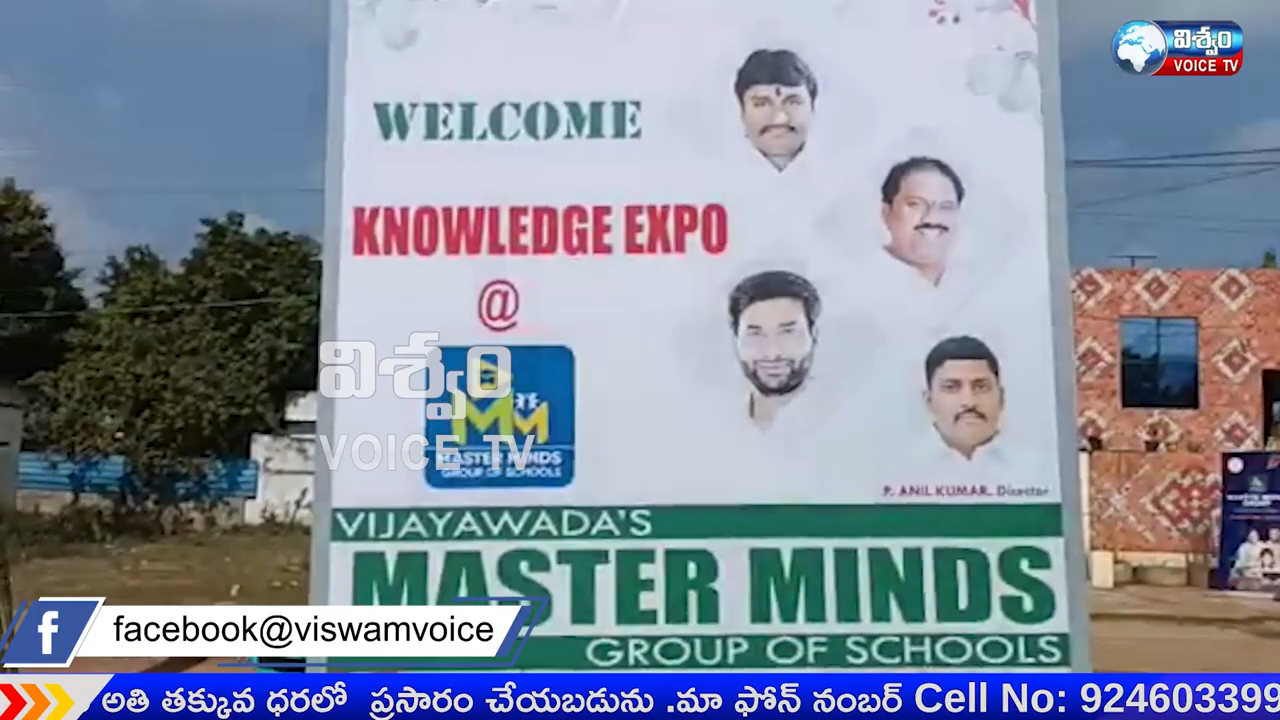 విశ్వం
VOICE TV
WELCOME
KNOWLEDGE EXPO
@
విశ్వం
VOICE TV
MASTER MINDS
GROUP OF SCHOOLS
P. ANIL KUMAR. Director
VIJAYAWADA'S
MASTER MINDS
GROUP OF SCHOOLS
f facebook@viswamvoice
అతి తక్కువ ధరలో ప్రసారం చేయబడును .మా ఫోన్ నంబర్ Cell No: 924603399